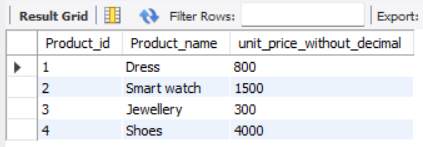 Result Grid Filter Rows: Export:
Product_id Product_name unit_price_without_decimal
1 Dress 800
2 Smart watch 1500
3 Jewellery 300
4 Shoes 4000